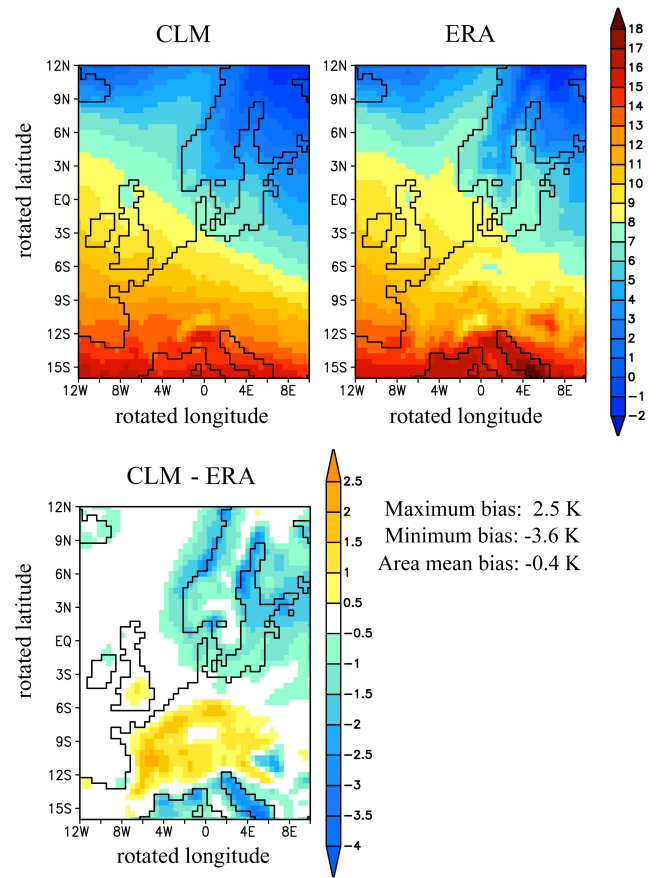 CLM
ERA
12N
9N
6N
3N
EQ
3S
6S
9S
12S
15S
12W
8W
4W
0
4E
8E
rotated latitude
rotated longitude
12N
9N
6N
3N
EQ
3S
6S
9S
12S
15S
12W
8W
4W
0
4E
8E
rotated longitude
18
17
16
15
14
13
12
11
10
9
8
7
6
5
4
3
2
1
0
-1
-2
CLM - ERA
12N
9N
6N
3N
EQ
3S
6S
9S
12S
15S
12W
8W
4W
0
4E
8E
rotated latitude
rotated longitude
2.5
2
1.5
1
0.5
-0.5
-1
-1.5
-2
-2.5
-3
-3.5
-4
Maximum bias: 2.5 K
Minimum bias: -3.6 K
Area mean bias: -0.4 K